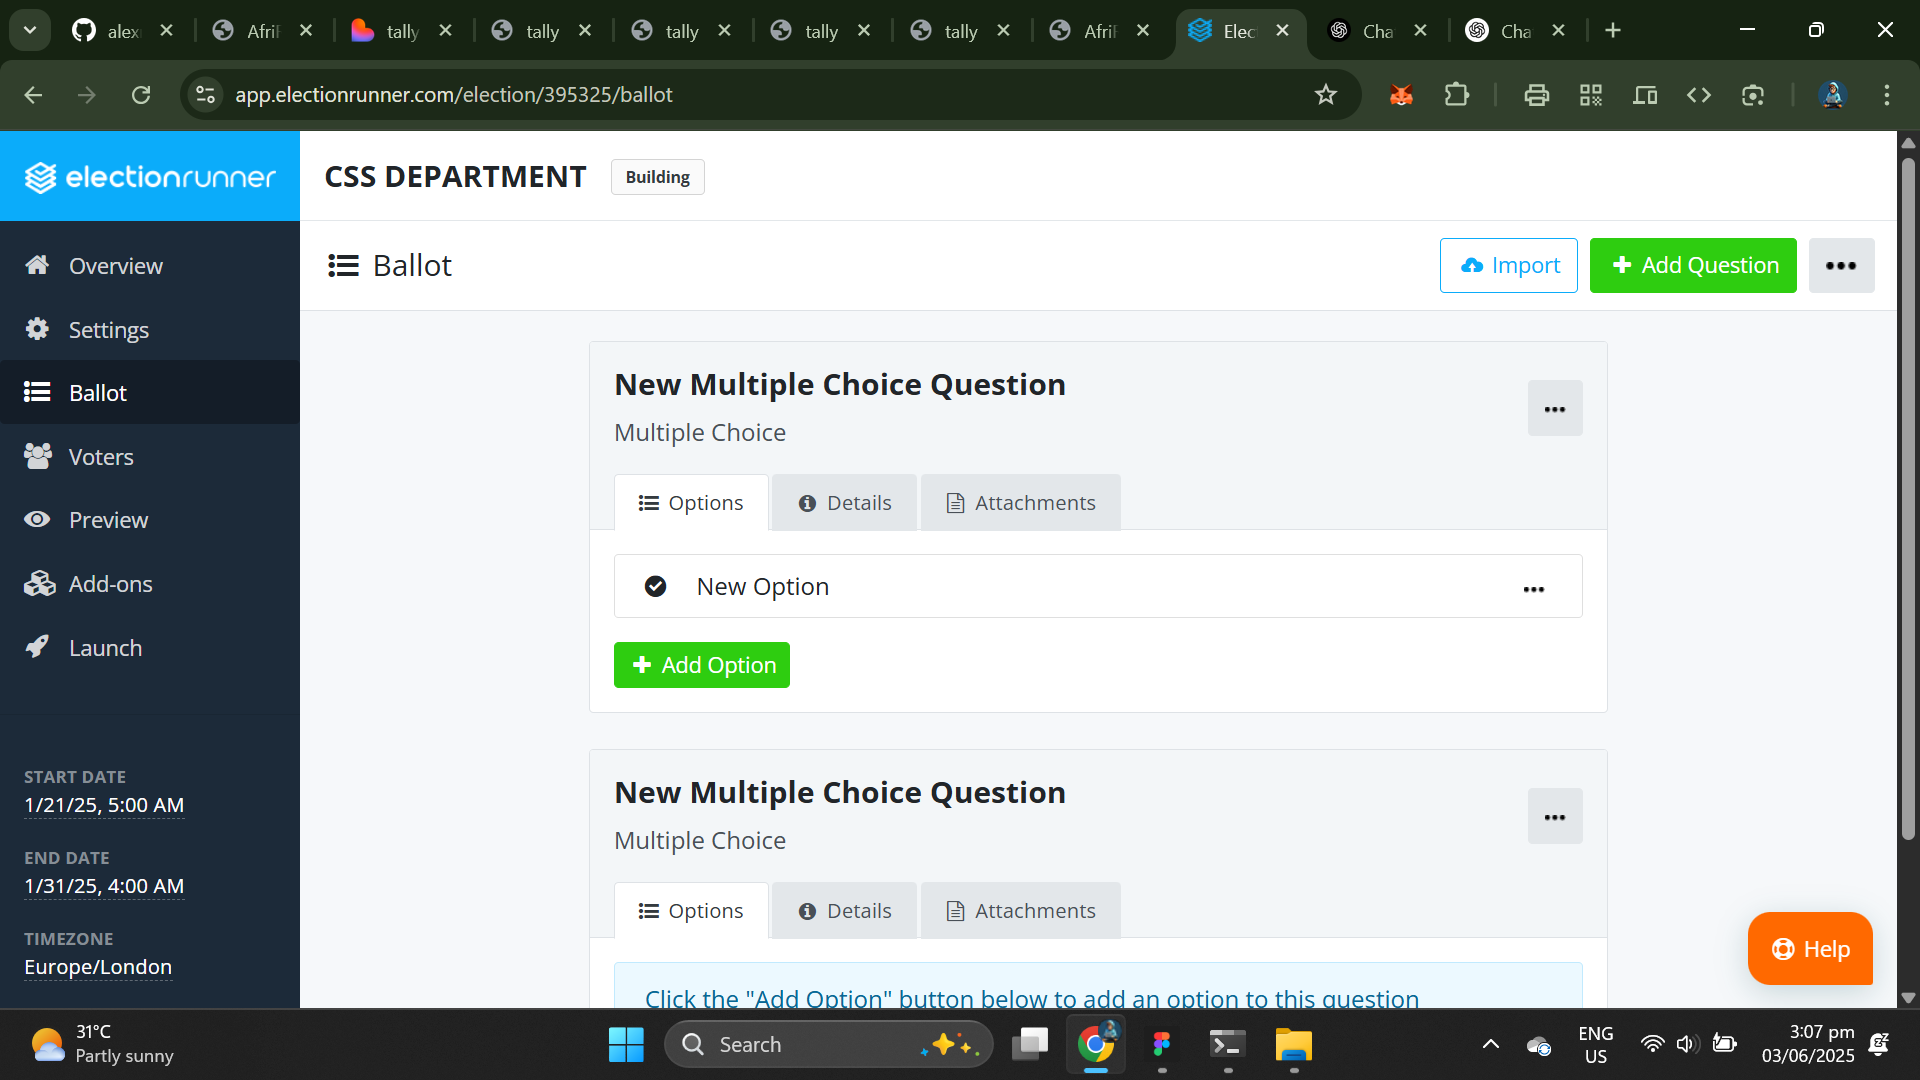 alex
AfriF
tally
tally
tally
tally
tally
AfriF
Elec
Cha
Cha
app.electionrunner.com/election/395325/ballot
electionrunner
CSS DEPARTMENT
Building
Ballot
Import
Add Question
Overview
Settings
Ballot
Voters
Preview
Add-ons
Launch
START DATE
1/21/25, 5:00 AM
END DATE
1/31/25, 4:00 AM
TIMEZONE
Europe/London
New Multiple Choice Question
Multiple Choice
Options
Details
Attachments
New Option
Add Option
New Multiple Choice Question
Multiple Choice
Options
Details
Attachments
Click the "Add Option" button below to add an option to this question
Help
31°C
Partly sunny
Search
ENG
US
3:07 pm
03/06/2025